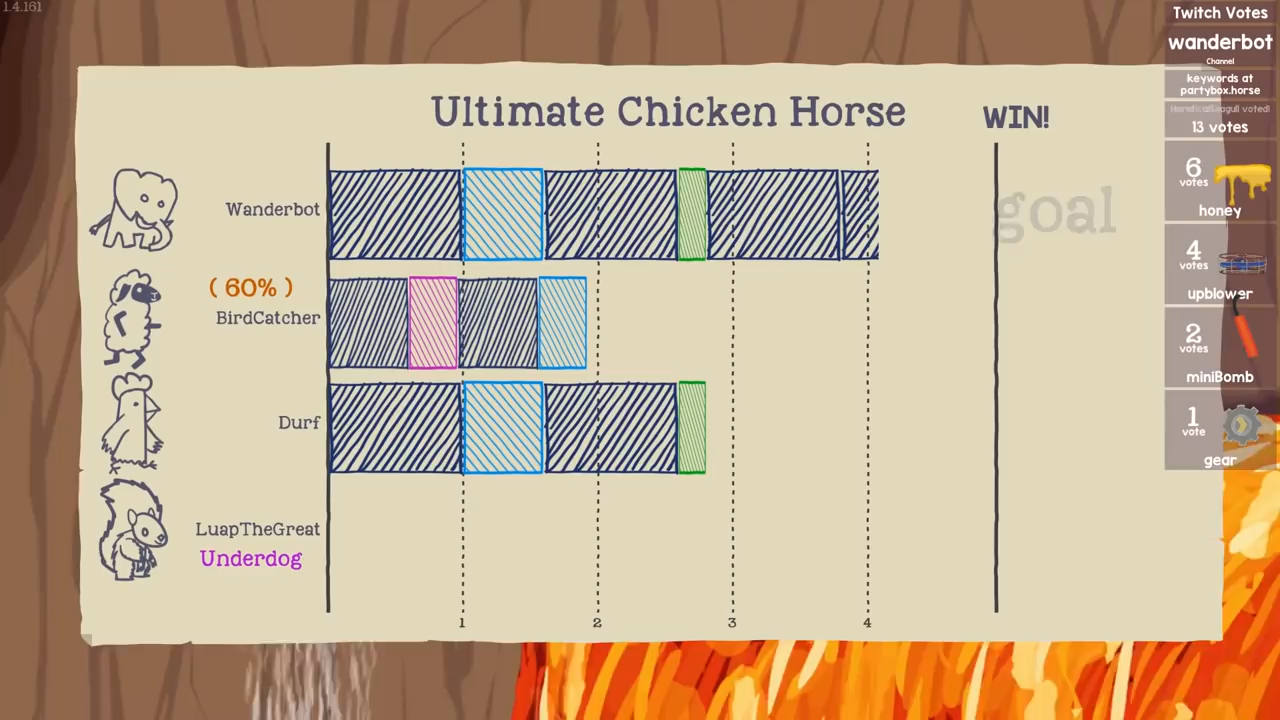 1.4.161
Ultimate Chicken Horse
WIN!
goal
Wanderbot
( 60% )
BirdCatcher
Durf
LuapTheGreat
Underdog
1 2 3 4
Twitch Votes
wanderbot
Channel
keywords at
partybox.horse
voted!
13 votes
6
votes
honey
4
votes
upblower
2
votes
miniBomb
1
vote
gear